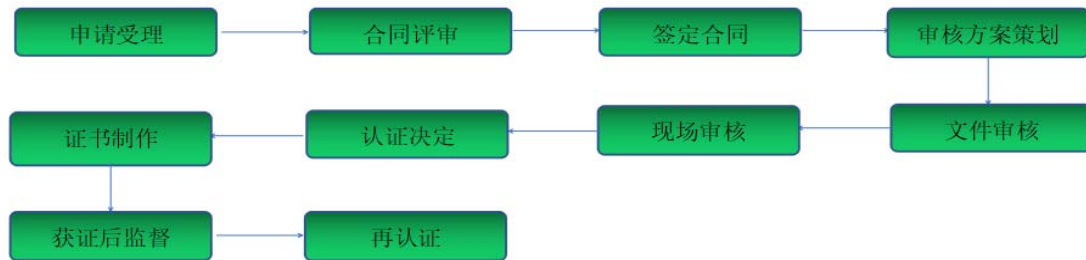 申请受理
合同评审
签定合同
审核方案策划
文件审核
现场审核
认证决定
证书制作
获证后监督
再认证